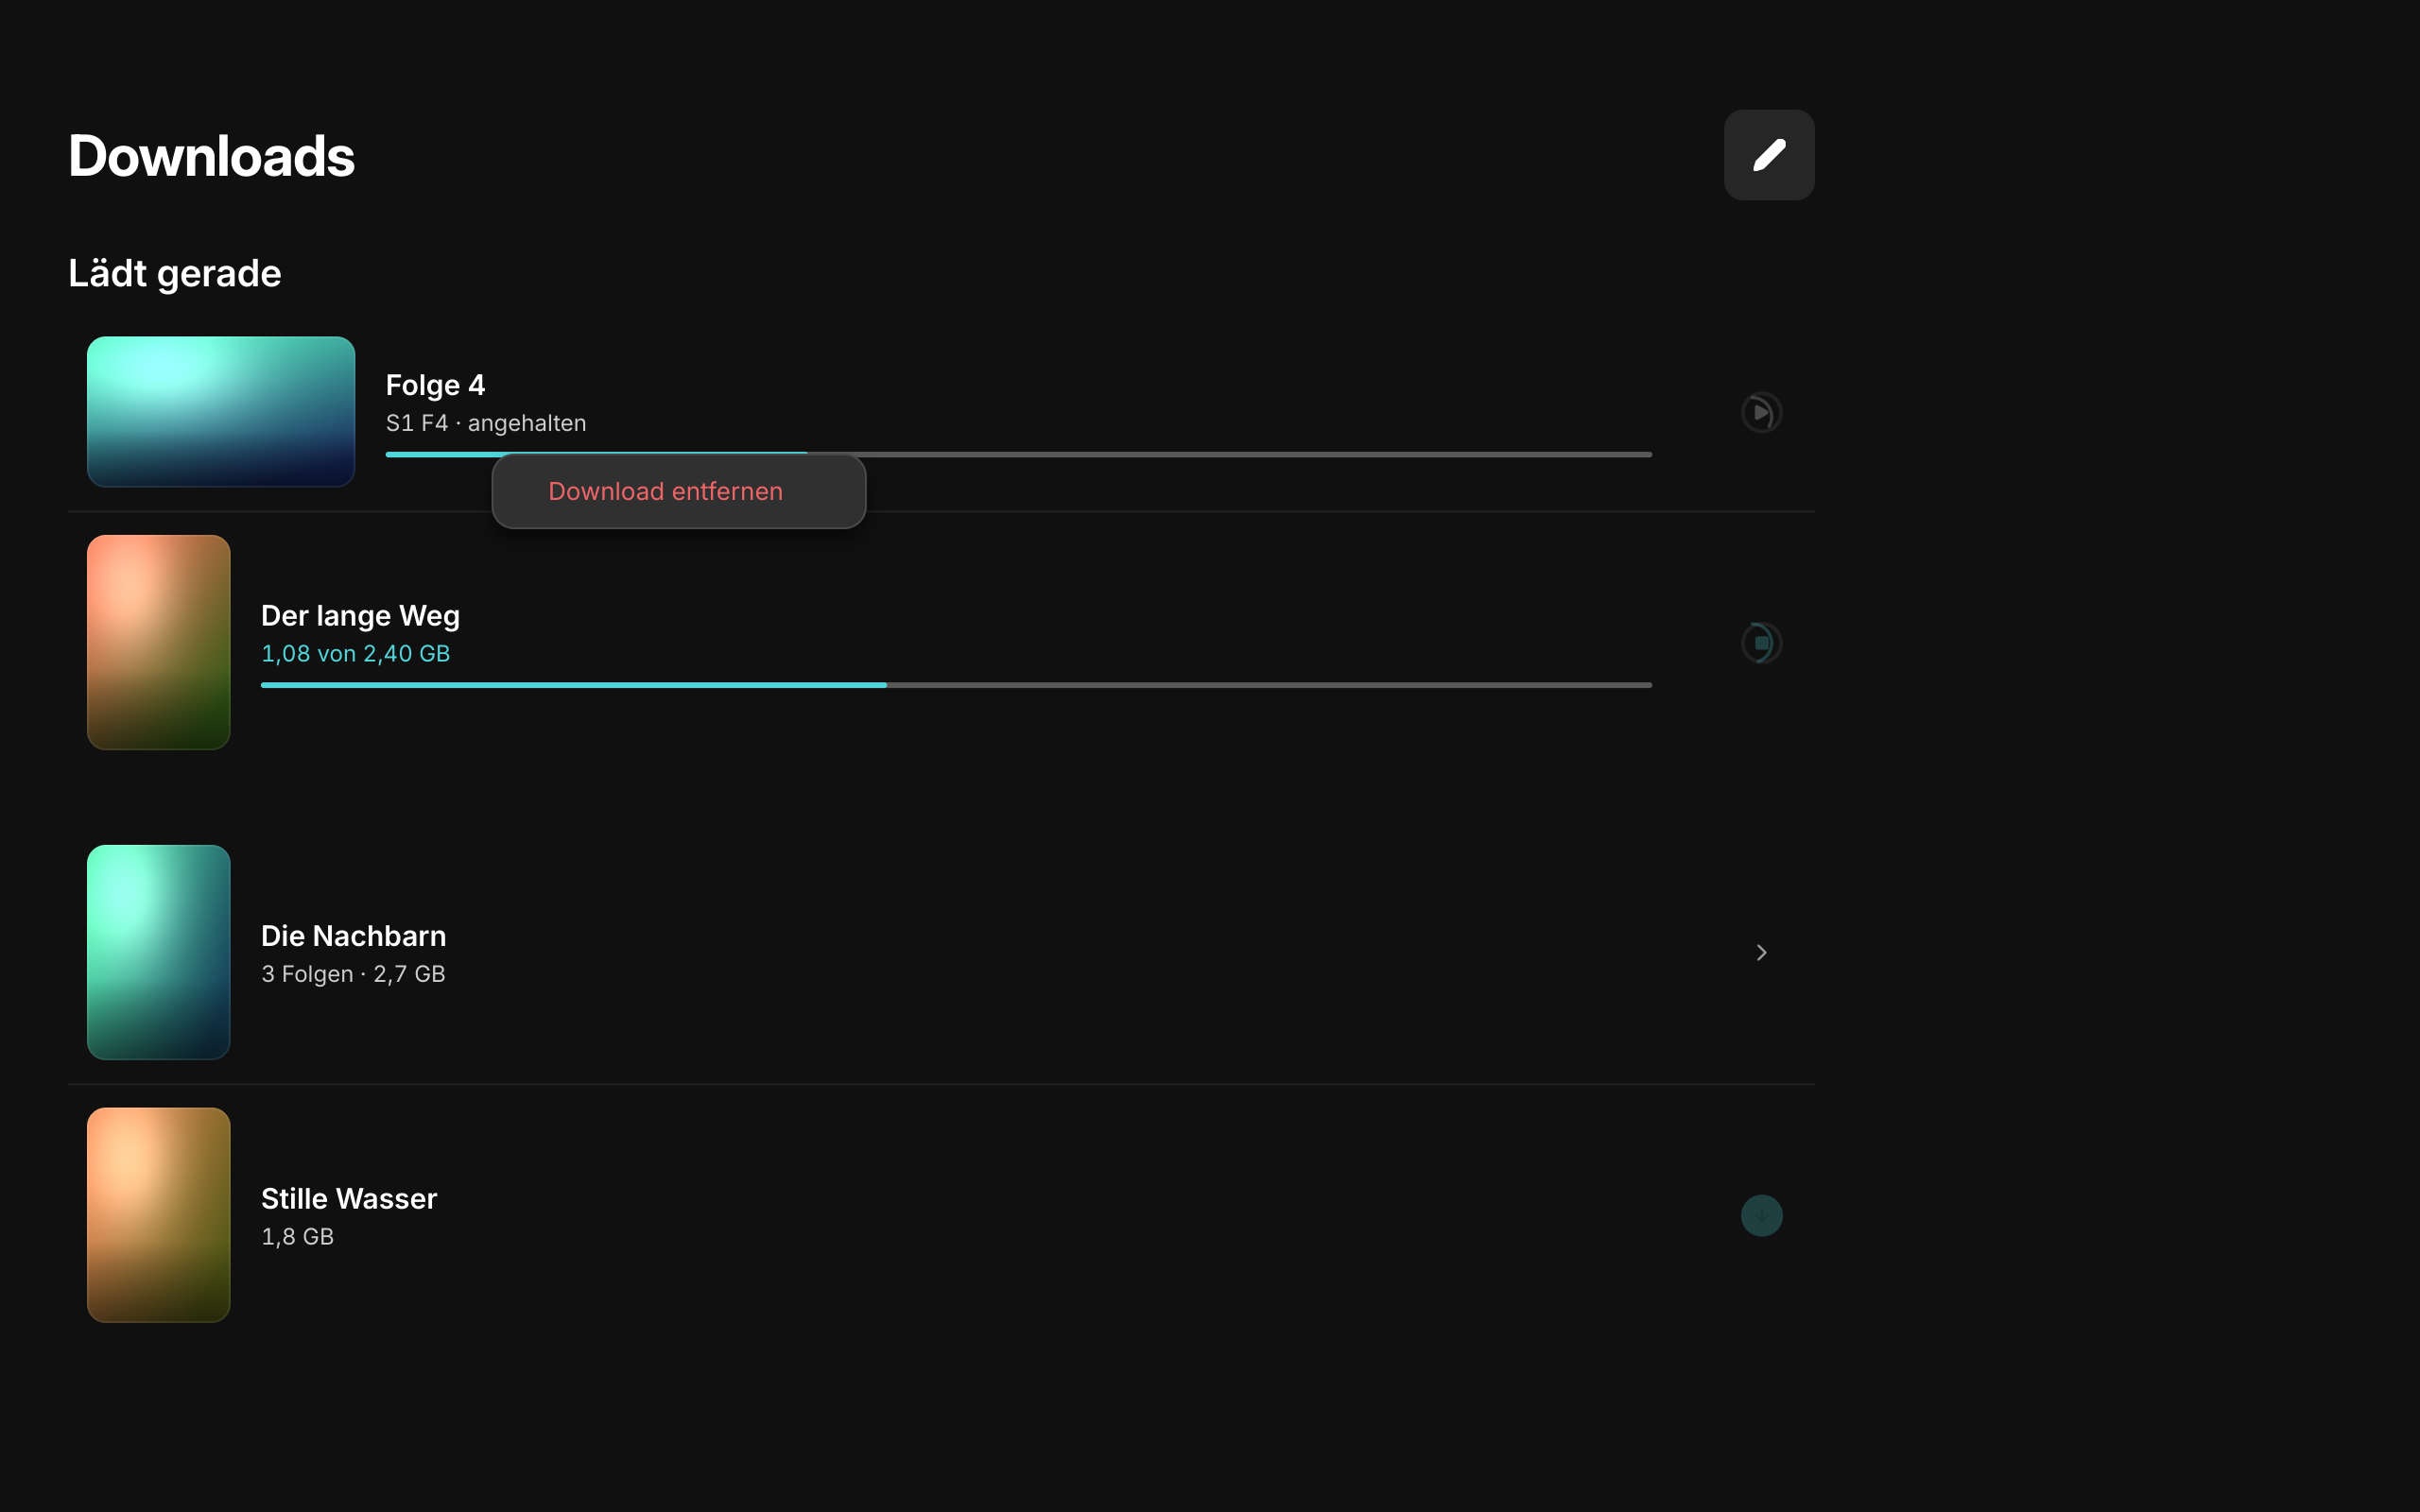 Downloads
Lädt gerade
Folge 4
S1 F4 · angehalten
Download entfernen
Der lange Weg
1,08 von 2,40 GB
Die Nachbarn
3 Folgen · 2,7 GB
Stille Wasser
1,8 GB